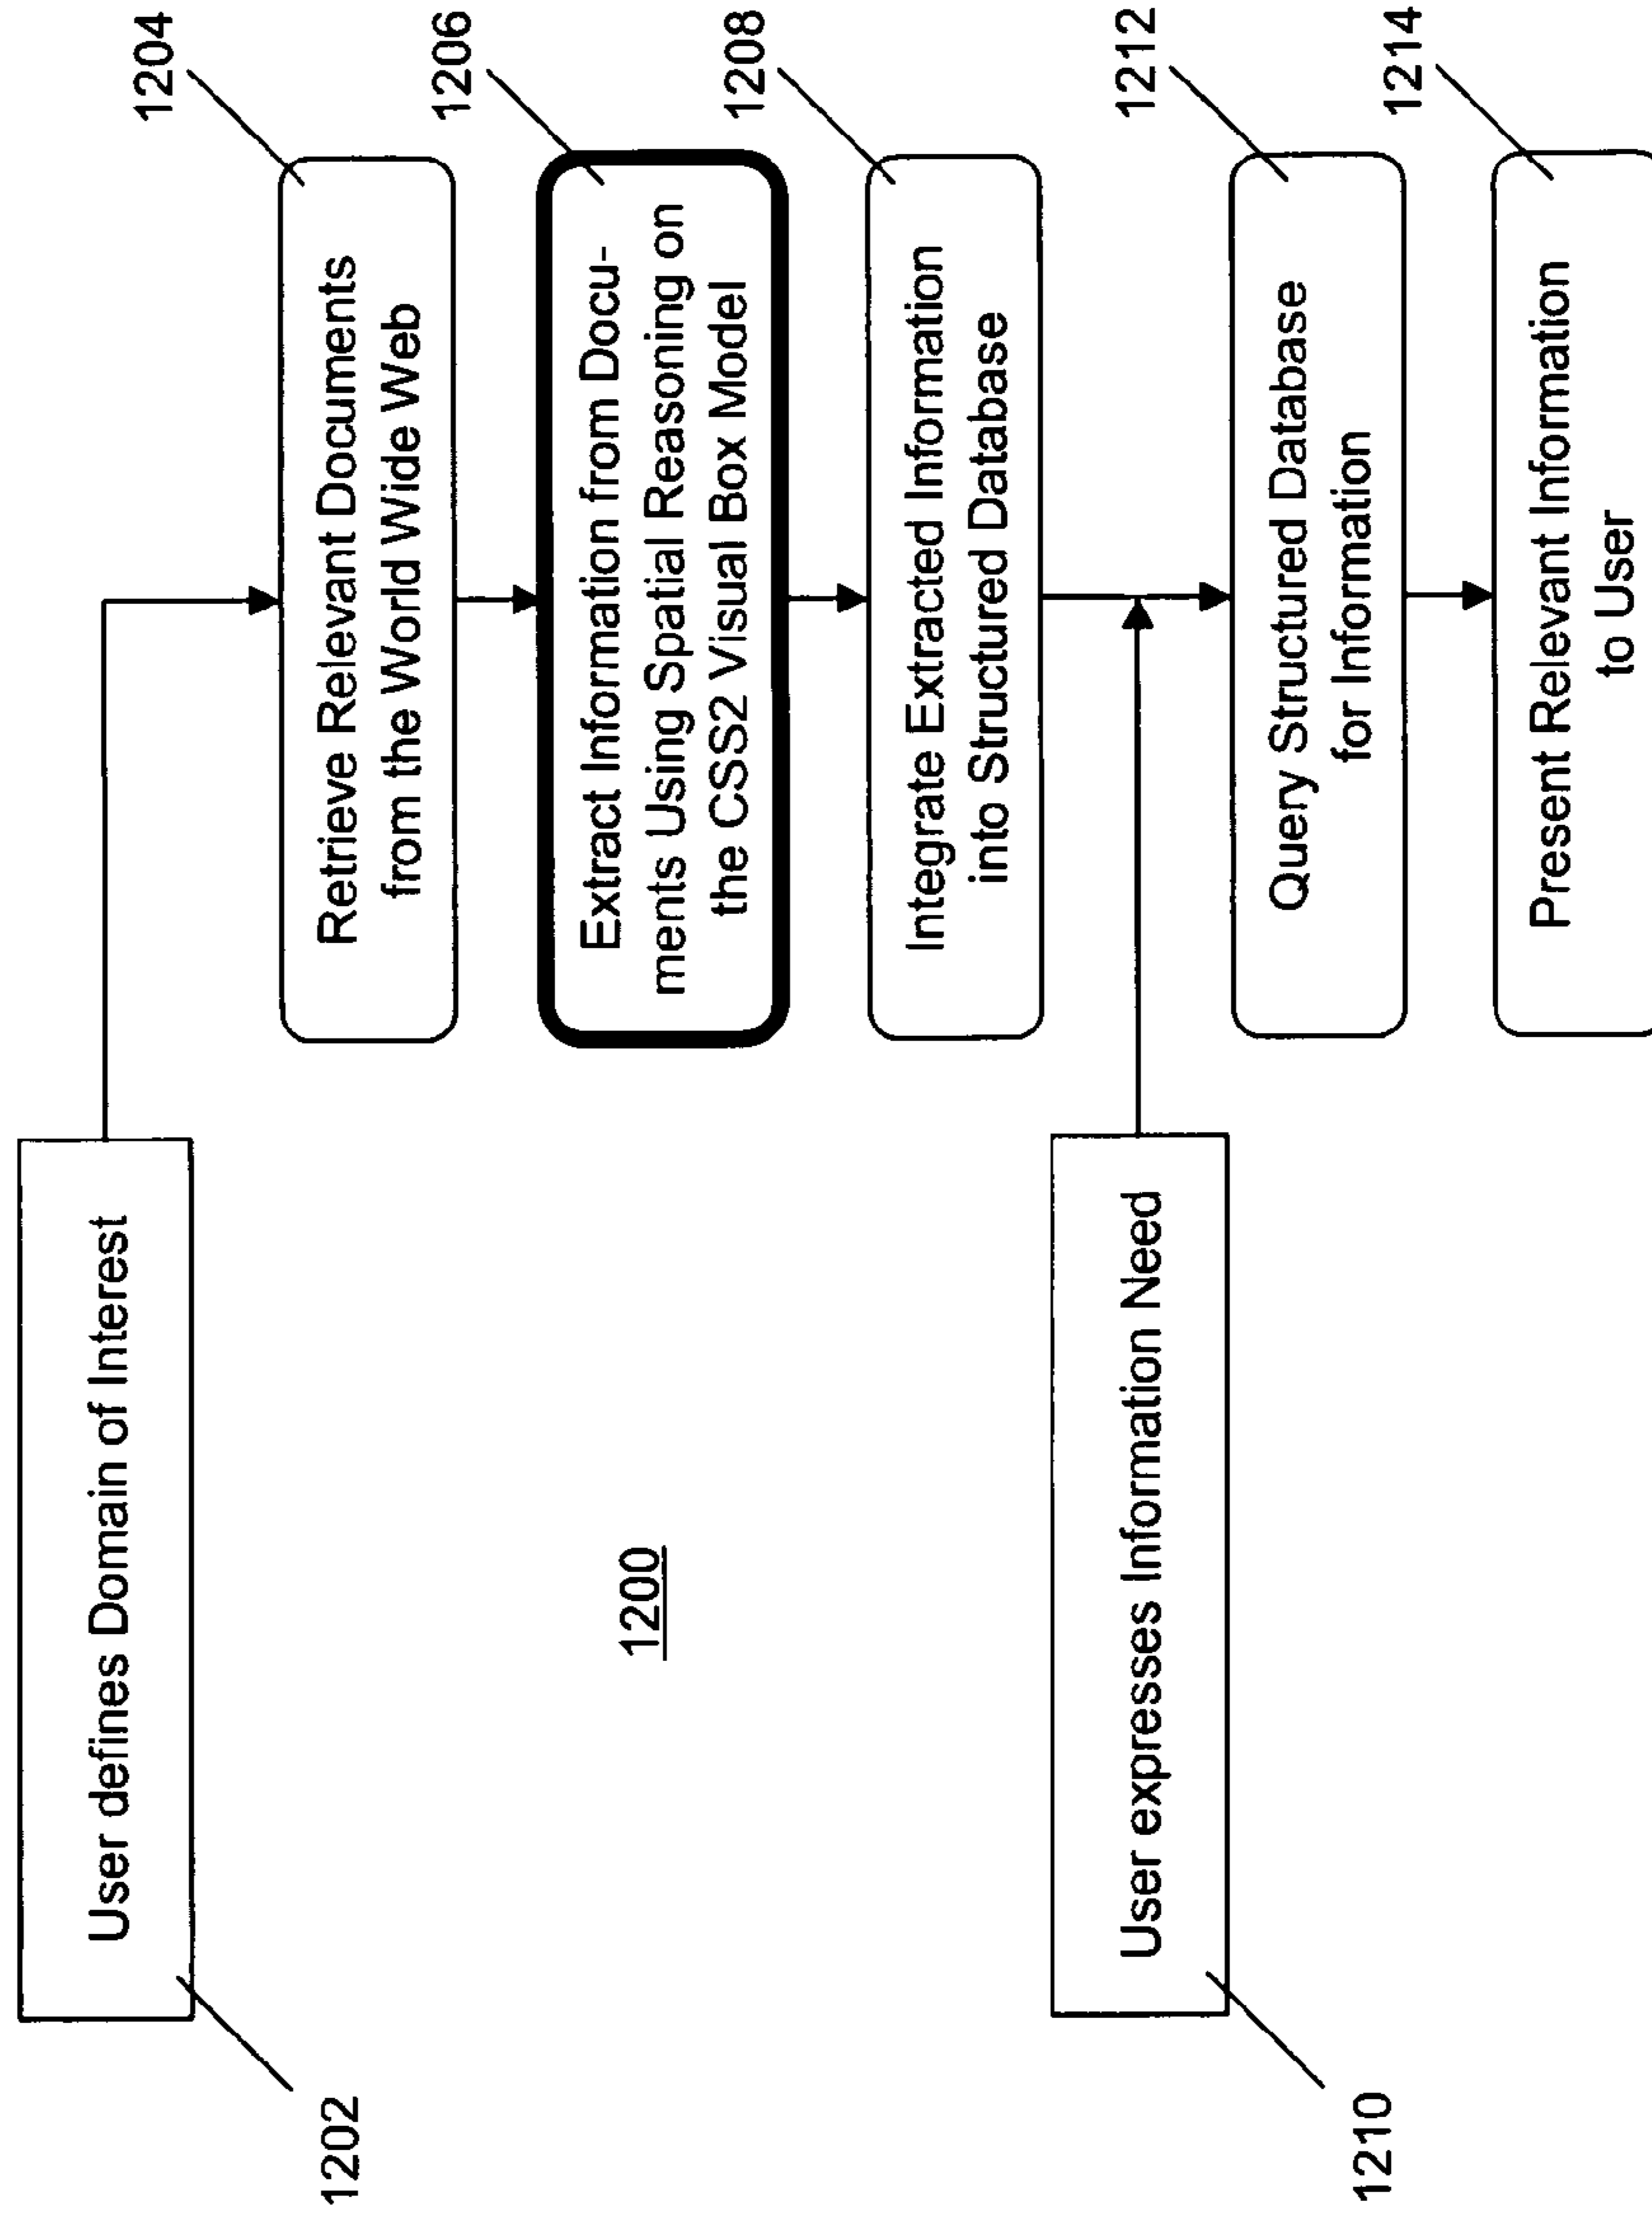 User defines Domain of Interest
1202
1204
Retrieve Relevant Documents
from the World Wide Web
1206
Extract Information from Docu-
ments Using Spatial Reasoning on
the CSS2 Visual Box Model
1200
1208
Integrate Extracted Information
into Structured Database
User expresses Information Need
1210
1212
Query Structured Database
for Information
1214
Present Relevant Information
to User